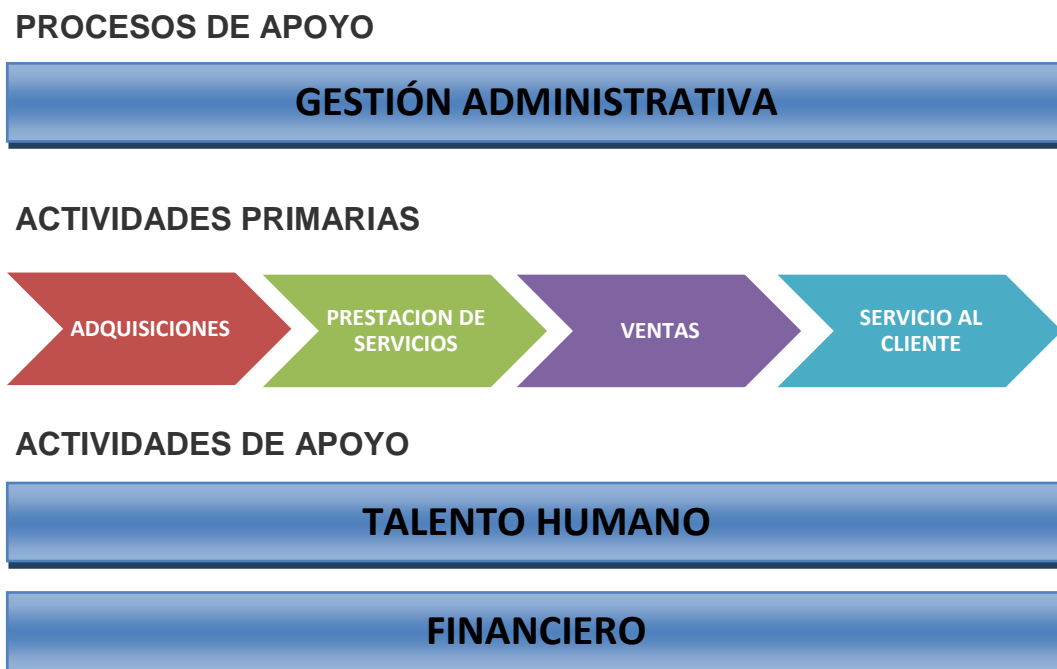 PROCESOS DE APOYO
GESTIÓN ADMINISTRATIVA
ACTIVIDADES PRIMARIAS
ADQUISICIONES
PRESTACION DE
SERVICIOS
VENTAS
SERVICIO AL
CLIENTE
ACTIVIDADES DE APOYO
TALENTO HUMANO
FINANCIERO